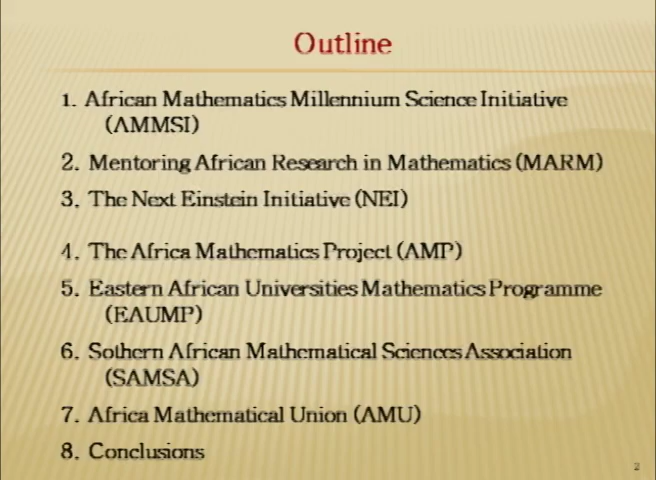 Outline
1. African Mathematics Millennium Science Initiative
(AMMSI)
2. Mentoring African Research in Mathematics (MARM)
3. The Next Einstein Initiative (NEI)
4. The Africa Mathematics Project (AMP)
5. Eastern African Universities Mathematics Programme
(EAUMP)
6. Sothern African Mathematical Sciences Association
(SAMSA)
7. Africa Mathematical Union (AMU)
8. Conclusions
2